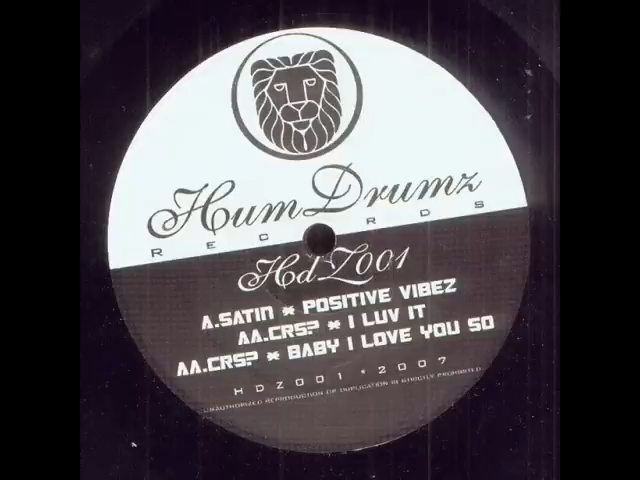 HumDrumz
RECORDS
HdZ001
A.SATIN * POSITIVE VIBEZ
AA.CRS? * I LUV IT
AA.CRS? * BABY I LOVE YOU SO
HDZ001 * 2007
UNAUTHORIZED REPRODUCTION OR DUPLICATION IS STRICTLY PROHIBITED